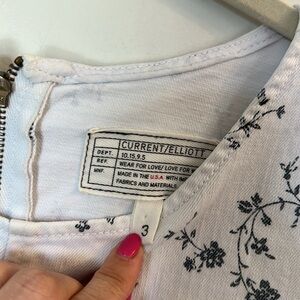 CURRENT/ELLIOTT
DEPT. 10.15.9.5
REF. WEAR FOR LOVE/ LOVE FOR
MNF. MADE IN THE U.S.A. WITH
FABRICS AND MATERIALS
3